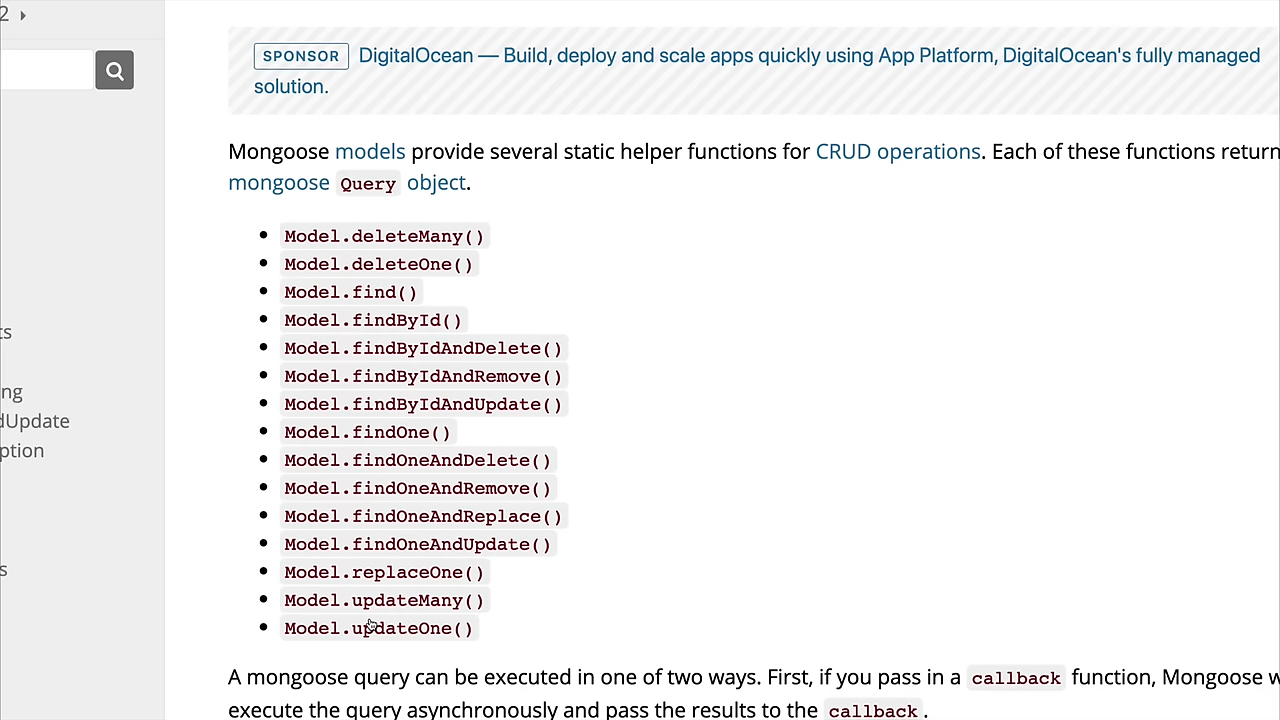 2
SPONSOR DigitalOcean — Build, deploy and scale apps quickly using App Platform, DigitalOcean's fully managed
solution.
Mongoose models provide several static helper functions for CRUD operations. Each of these functions return
mongoose Query object.
Model.deleteMany()
Model.deleteOne()
Model.find()
Model.findById()
Model.findByIdAndDelete()
Model.findByIdAndRemove()
Model.findByIdAndUpdate()
Model.findOne()
Model.findOneAndDelete()
Model.findOneAndRemove()
Model.findOneAndReplace()
Model.findOneAndUpdate()
Model.replaceOne()
Model.updateMany()
Model.updateOne()
A mongoose query can be executed in one of two ways. First, if you pass in a callback function, Mongoose w
execute the query asynchronously and pass the results to the callback.
ts
ng
dUpdate
ption
s